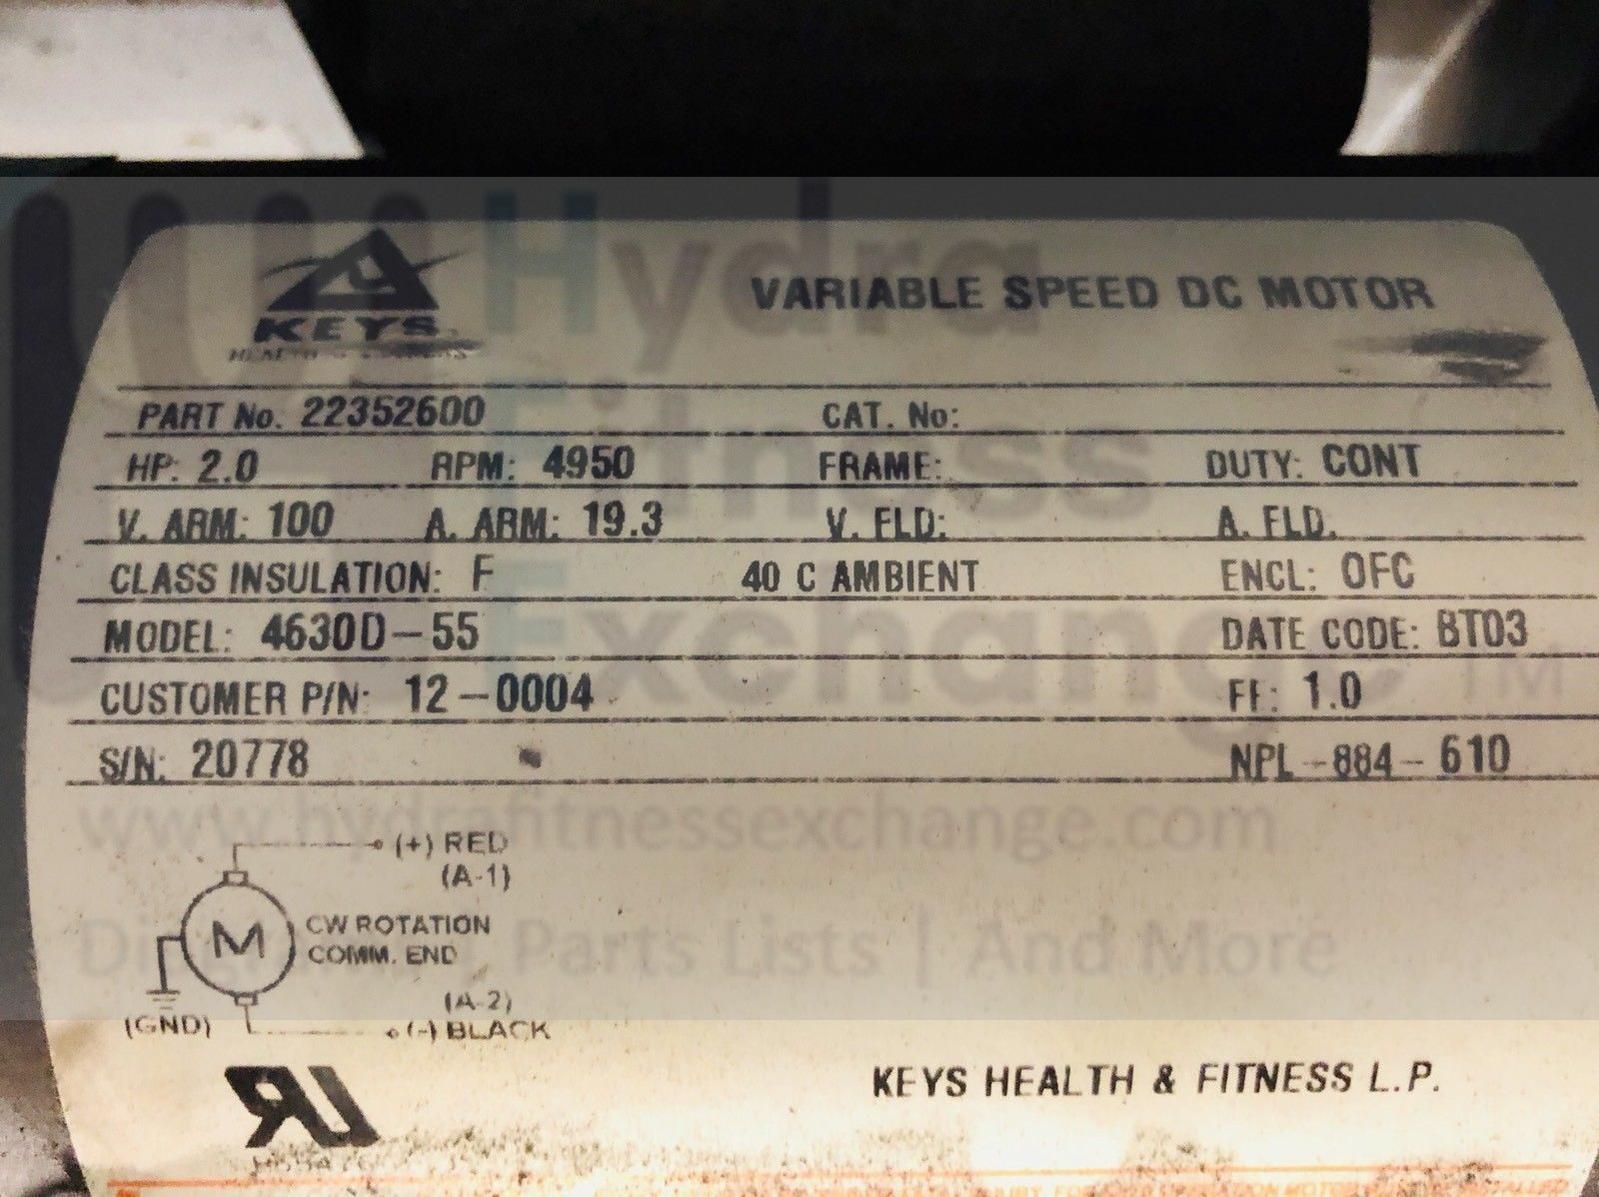 KEYS
VARIABLE SPEED DC MOTOR
PART No. 22352600 CAT. No:
HP: 2.0 RPM: 4950 FRAME: DUTY: CONT
V. ARM: 100 A. ARM: 19.3 V. FLD: A. FLD.
CLASS INSULATION: F 40 C AMBIENT ENCL: OFC
MODEL: 4630D-55 DATE CODE: BT03
CUSTOMER P/N: 12-0004 FF: 1.0
S/N: 20778 NPL-884-610
(+) RED
(A-1)
M CW ROTATION
COMM. END
(A-2)
(GND) (-) BLACK
KEYS HEALTH & FITNESS L.P.
Hydra
Fitness
Exchange TM
www.hydrafitnessexchange.com
Parts Lists | And More